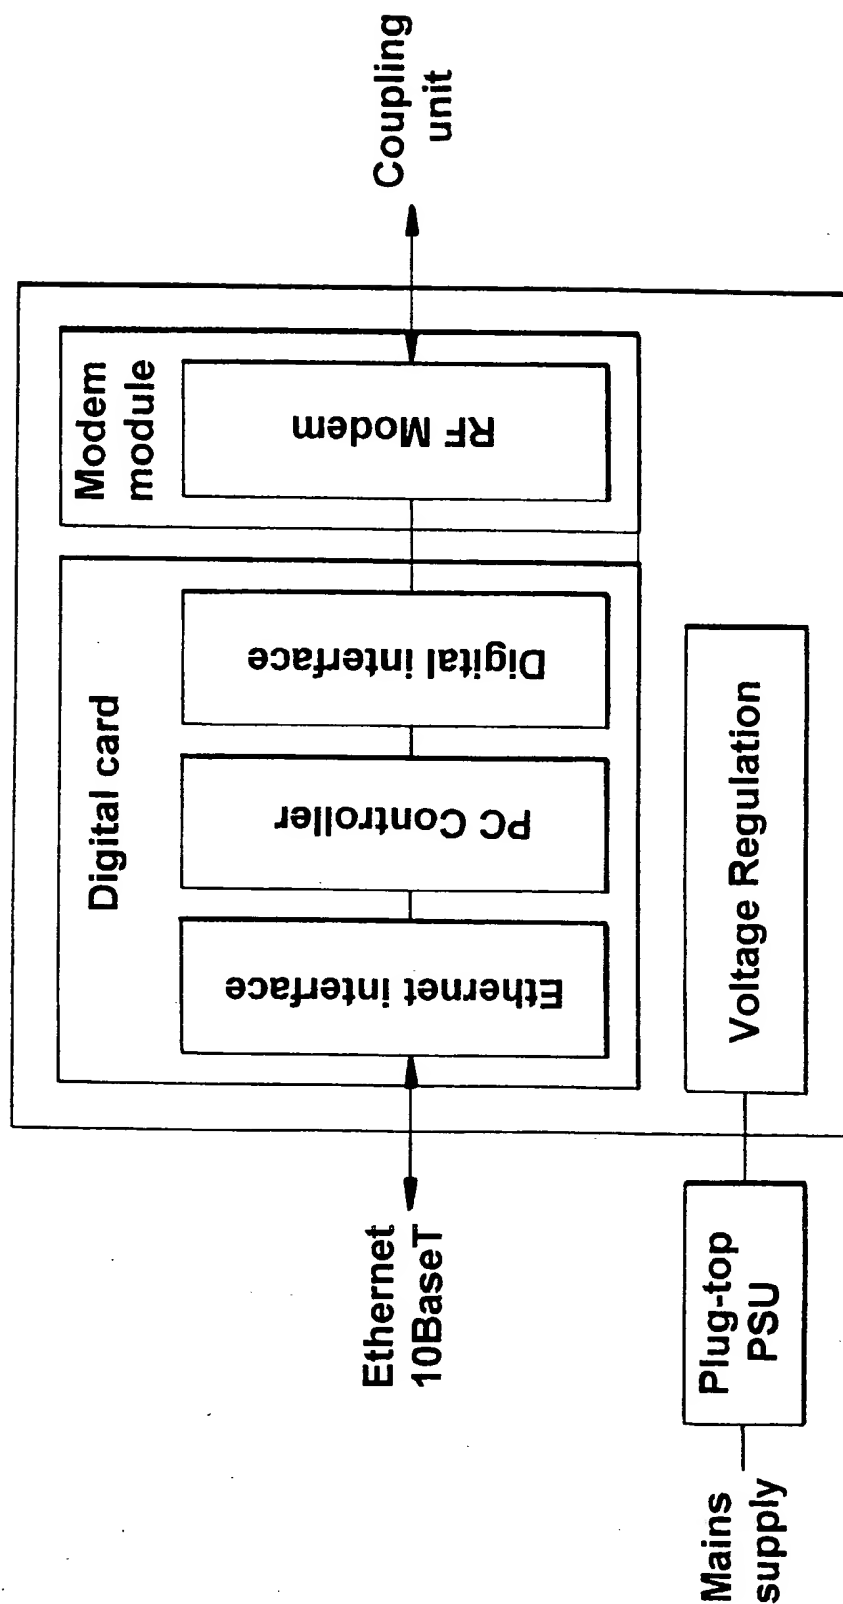 Digital card
Modem
module
Ethernet interface
PC Controller
Digital interface
RF Modem
Ethernet
10BaseT
Coupling
unit
Mains
supply
Plug-top
PSU
Voltage Regulation